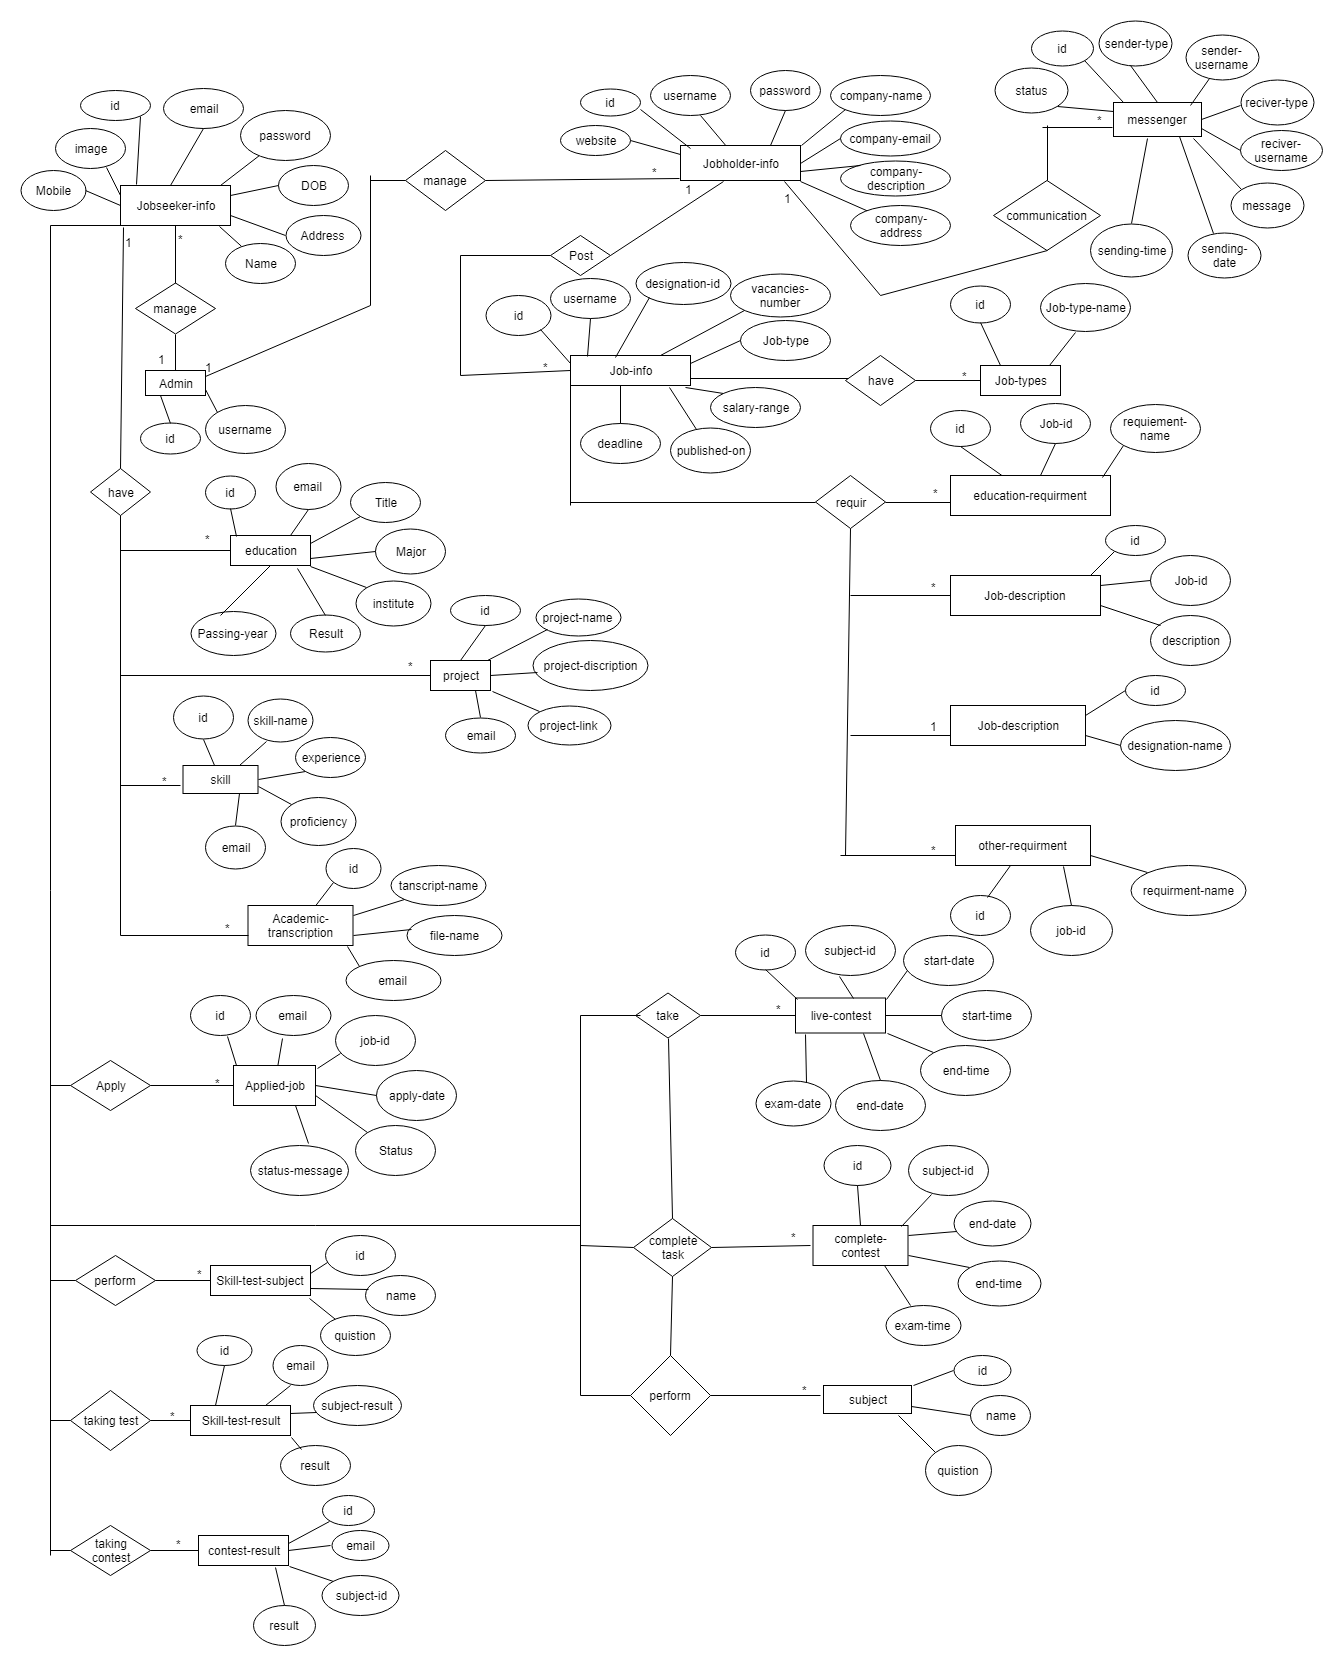 id
sender-type
sender-
username
status
messenger
reciver-type
reciver-
username
message
sending-
date
sending-time
*
communication
id
username
password
company-name
website
Jobholder-info
company-email
company-
description
company-
address
*
1
1
manage
id
email
password
image
Mobile
Jobseeker-info
DOB
Address
Name
1
*
manage
1
1
Admin
id
username
Post
id
username
designation-id
vacancies-
number
Job-type
*
Job-info
salary-range
deadline
published-on
have
*
id
Job-type-name
Job-types
id
Job-id
requiement-
name
requir
*
education-requirment
id
*
Job-description
Job-id
description
id
1
Job-description
designation-name
*
other-requirment
requirment-name
id
job-id
have
id
email
Title
*
education
Major
institute
Passing-year
Result
id
project-name
*
project
project-discription
email
project-link
id
skill-name
experience
*
skill
proficiency
email
id
tanscript-name
*
Academic-
transcription
file-name
email
id
email
job-id
Apply
*
Applied-job
apply-date
Status
status-message
take
*
id
subject-id
start-date
live-contest
start-time
end-time
exam-date
end-date
complete
task
*
id
subject-id
complete-
contest
end-date
end-time
exam-time
perform
*
subject
id
name
quistion
perform
*
Skill-test-subject
id
name
quistion
taking test
*
id
email
Skill-test-result
subject-result
result
taking
contest
*
contest-result
id
email
subject-id
result